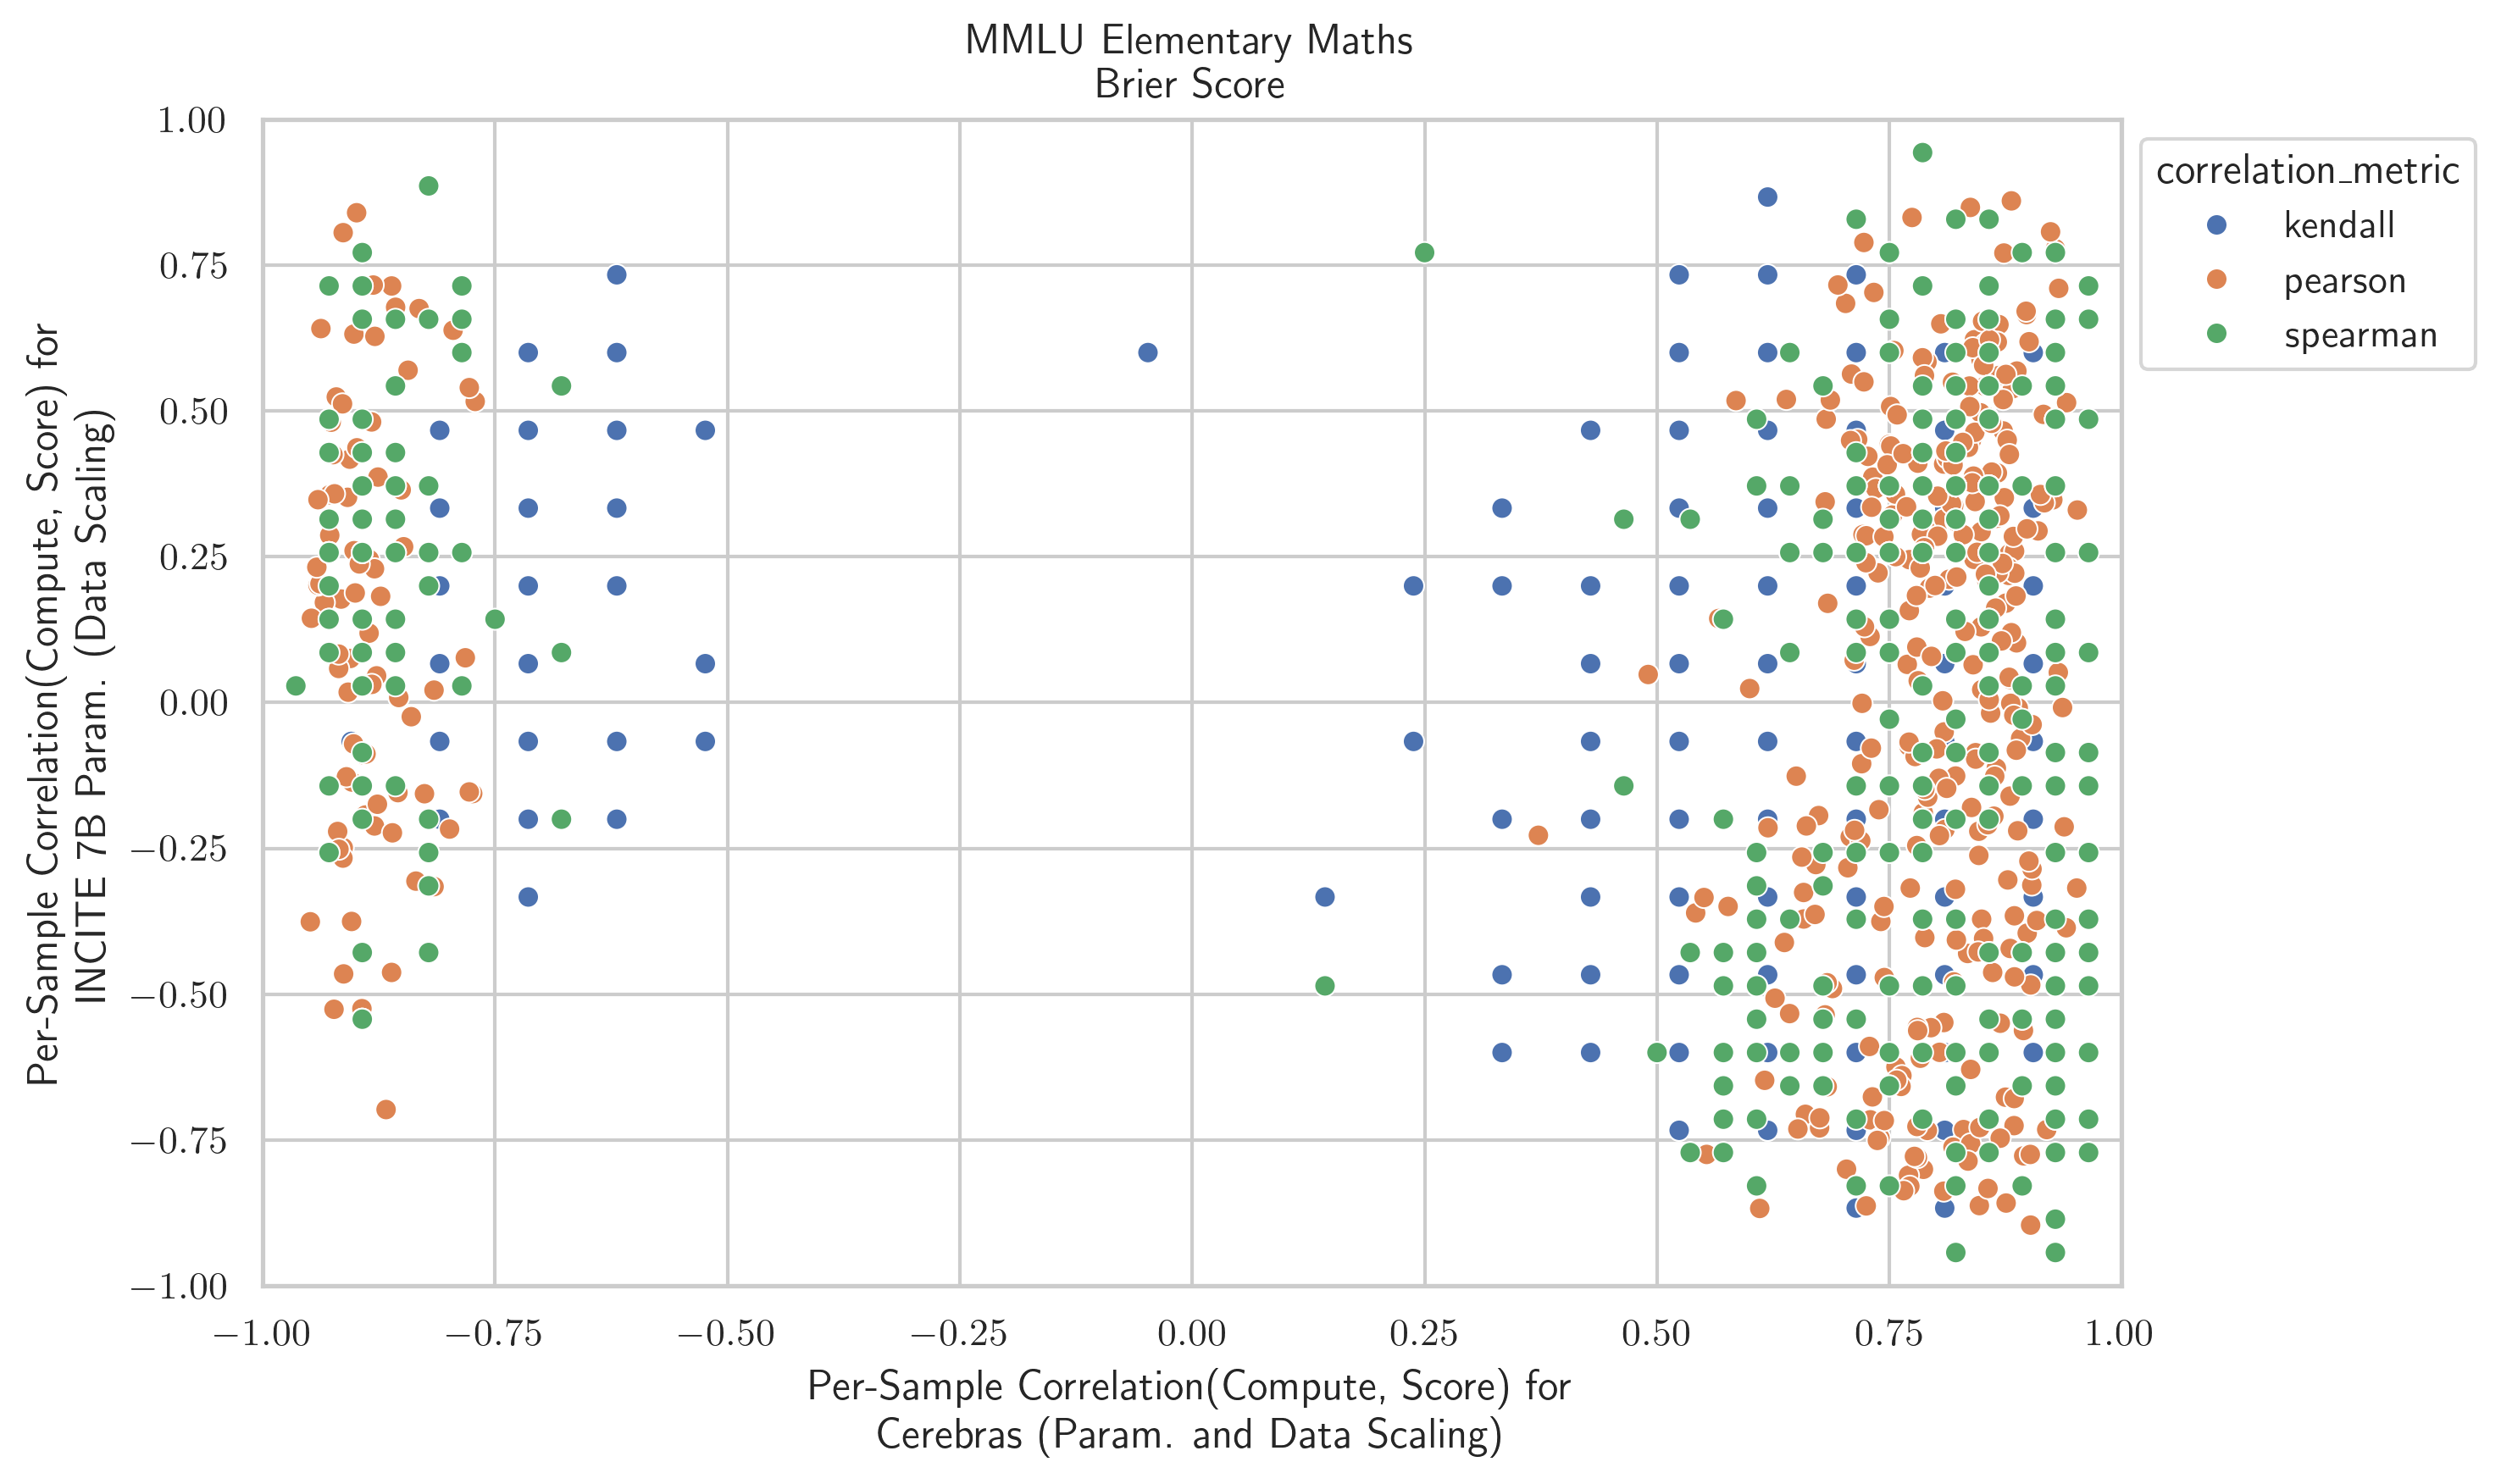 MMLU Elementary Maths
Brier Score
Per-Sample Correlation(Compute, Score) for
INCITE 7B Param. (Data Scaling)
1.00
0.75
0.50
0.25
0.00
−0.25
−0.50
−0.75
−1.00
−1.00 −0.75 −0.50 −0.25 0.00 0.25 0.50 0.75 1.00
Per-Sample Correlation(Compute, Score) for
Cerebras (Param. and Data Scaling)
correlation_metric
kendall
pearson
spearman